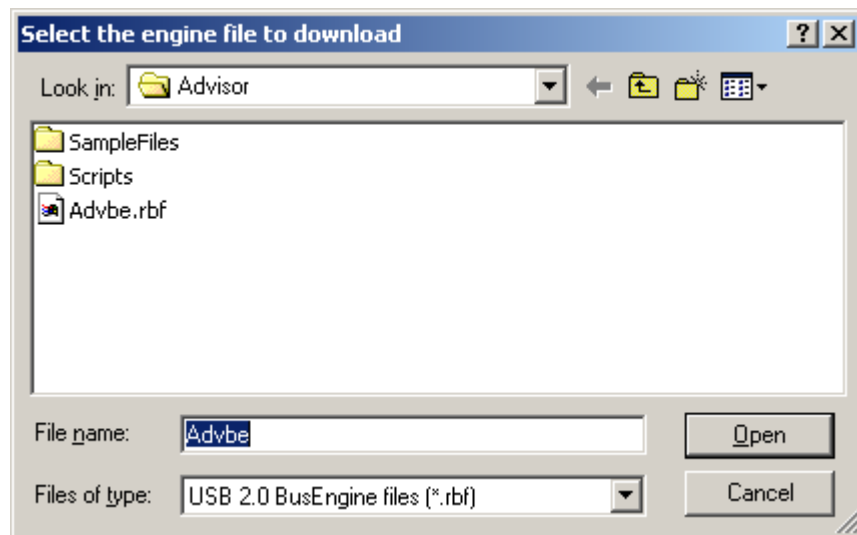 Select the engine file to download
Look in: Advisor
SampleFiles
Scripts
Advbe.rbf
File name: Advbe Open
Files of type: USB 2.0 BusEngine files (*.rbf) Cancel